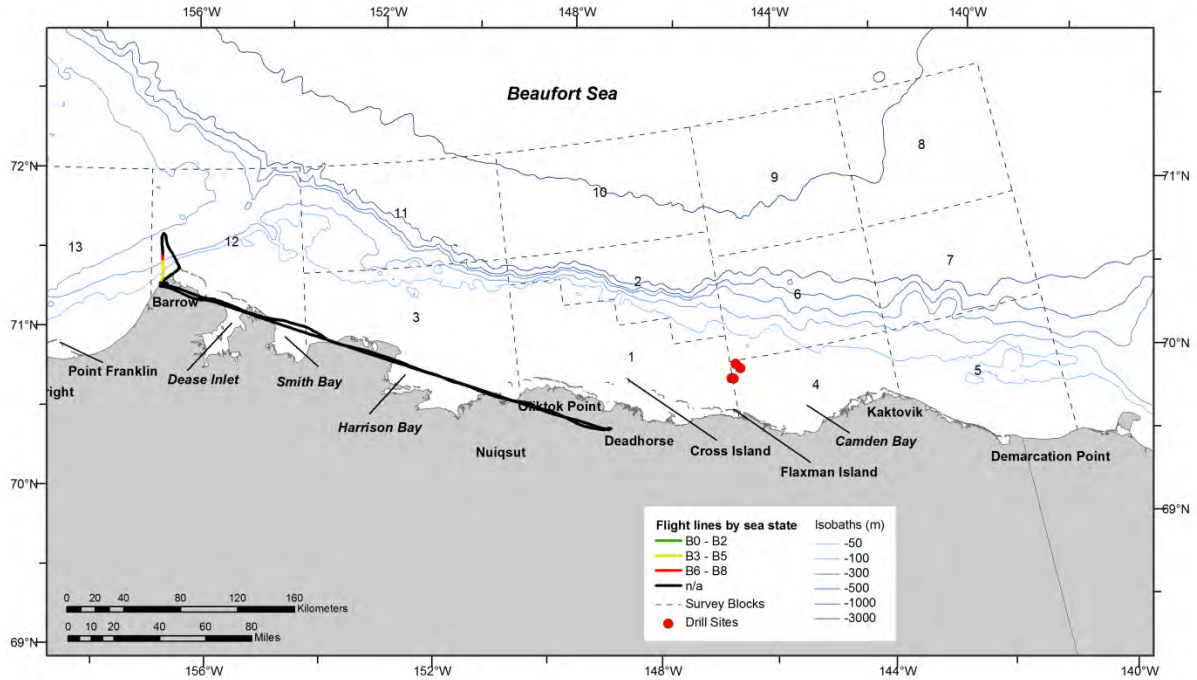 156°W 152°W 148°W 144°W 140°W
Beaufort Sea
72°N
71°N
8
9
10
11
12
13
7
2
6
Barrow
3
71°N
70°N
1
Point Franklin
Dease Inlet
Smith Bay
4
5
right
Harrison Bay
Oliktok Point
Kaktovik
Deadhorse
Camden Bay
Nuiqsut
Cross Island
Demarcation Point
Flaxman Island
70°N
69°N
Flight lines by sea state
B0 - B2
B3 - B5
B6 - B8
n/a
Survey Blocks
Drill Sites
Isobaths (m)
-50
-100
-300
-500
-1000
-3000
0 20 40 80 120 160
Kilometers
0 10 20 40 60 80
Miles
69°N
156°W 152°W 148°W 144°W 140°W